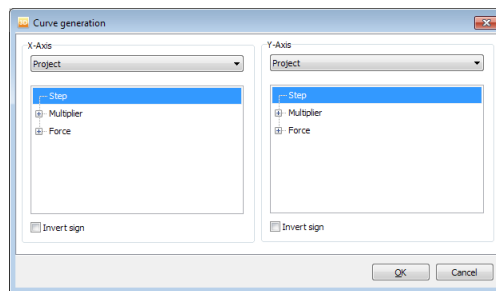 Curve generation
X-Axis
Project
Step
Multiplier
Force
Invert sign
Y-Axis
Project
Step
Multiplier
Force
Invert sign
OK
Cancel